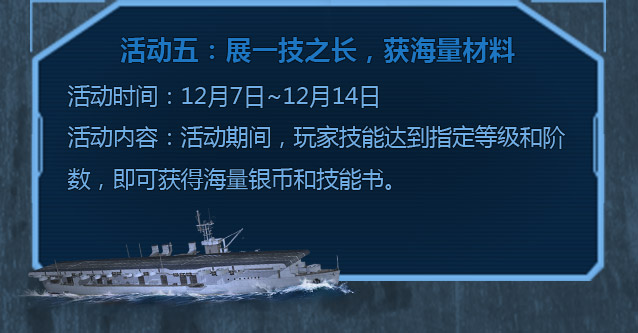 活动五：展一技之长，获海量材料
活动时间：12月7日~12月14日
活动内容：活动期间，玩家技能达到指定等级和阶
数，即可获得海量银币和技能书。